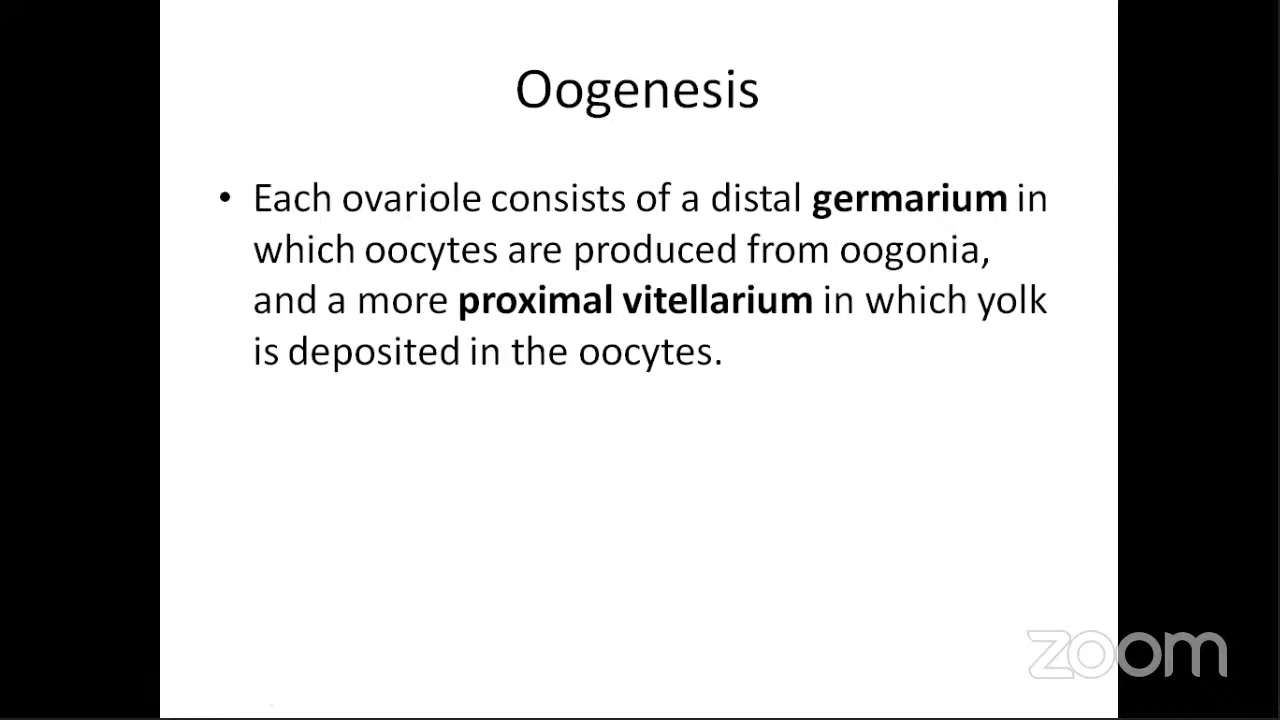 Oogenesis
• Each ovariole consists of a distal germarium in
which oocytes are produced from oogonia,
and a more proximal vitellarium in which yolk
is deposited in the oocytes.
zoom